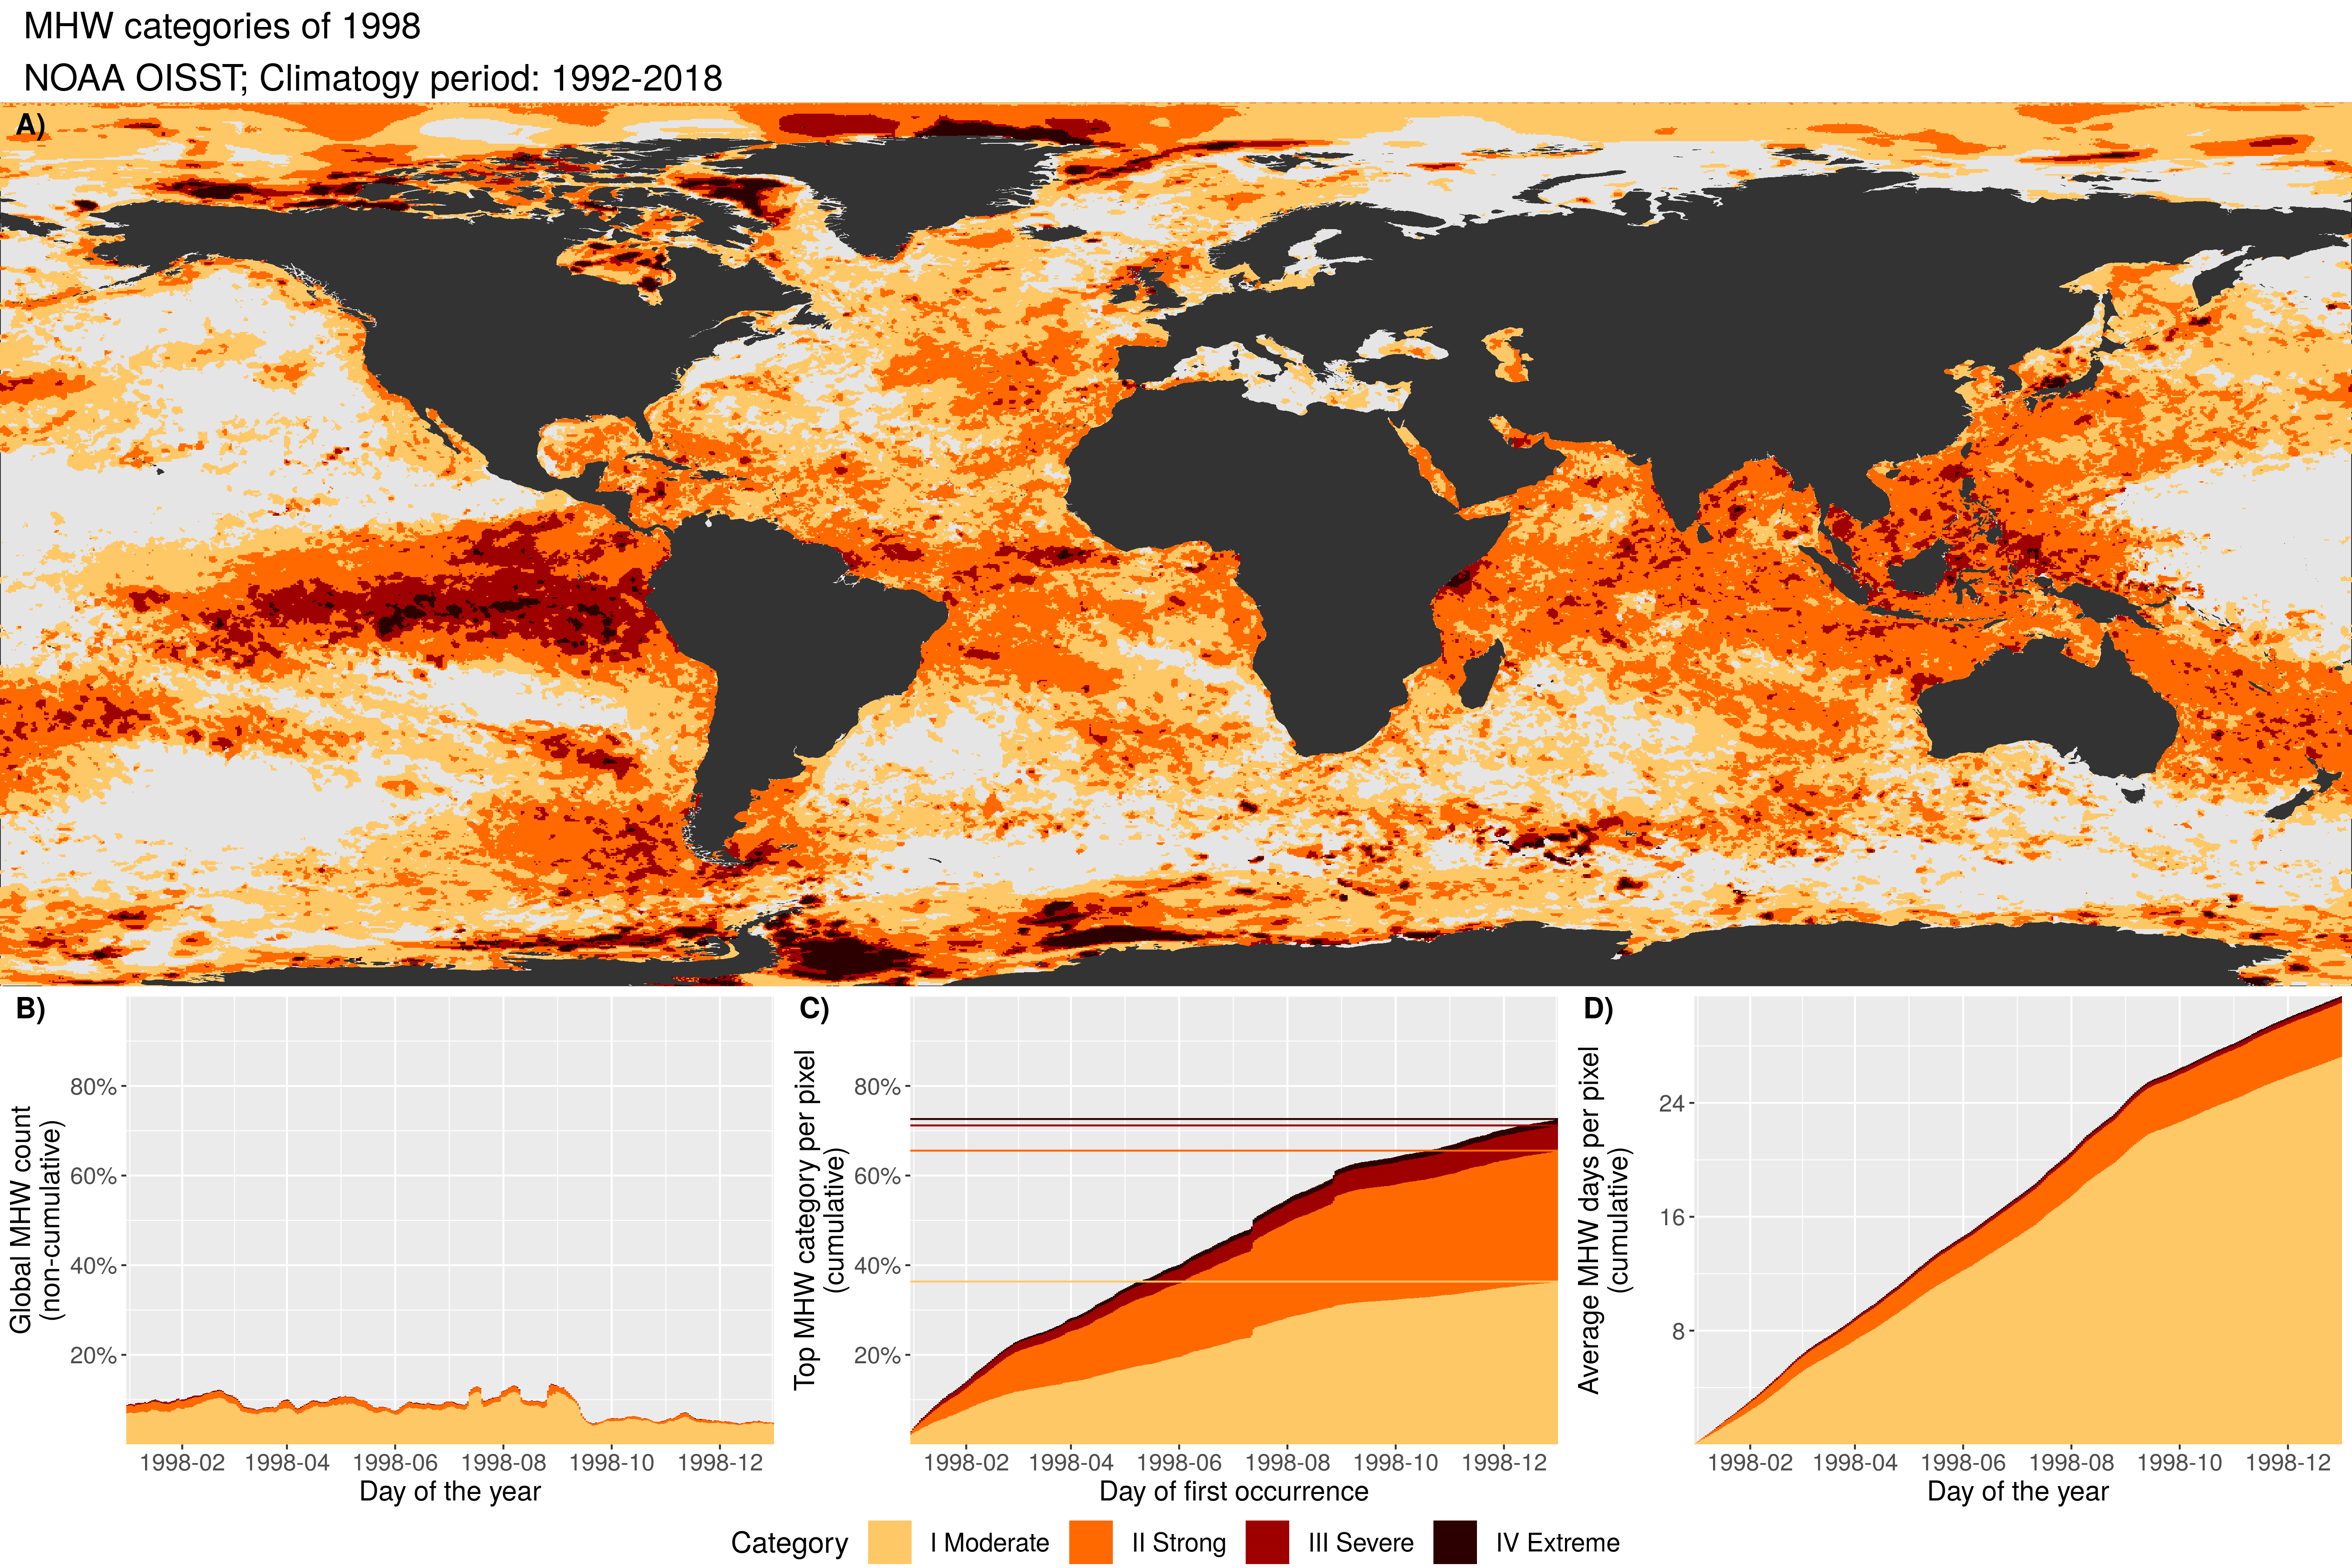 MHW categories of 1998
NOAA OISST; Climatogy period: 1992-2018
A)
B)
Global MHW count
(non-cumulative)
80%
60%
40%
20%
1998-02 1998-04 1998-06 1998-08 1998-10 1998-12
Day of the year
C)
Top MHW category per pixel
(cumulative)
80%
60%
40%
20%
1998-02 1998-04 1998-06 1998-08 1998-10 1998-12
Day of first occurrence
D)
Average MHW days per pixel
(cumulative)
24
16
8
1998-02 1998-04 1998-06 1998-08 1998-10 1998-12
Day of the year
Category I Moderate II Strong III Severe IV Extreme